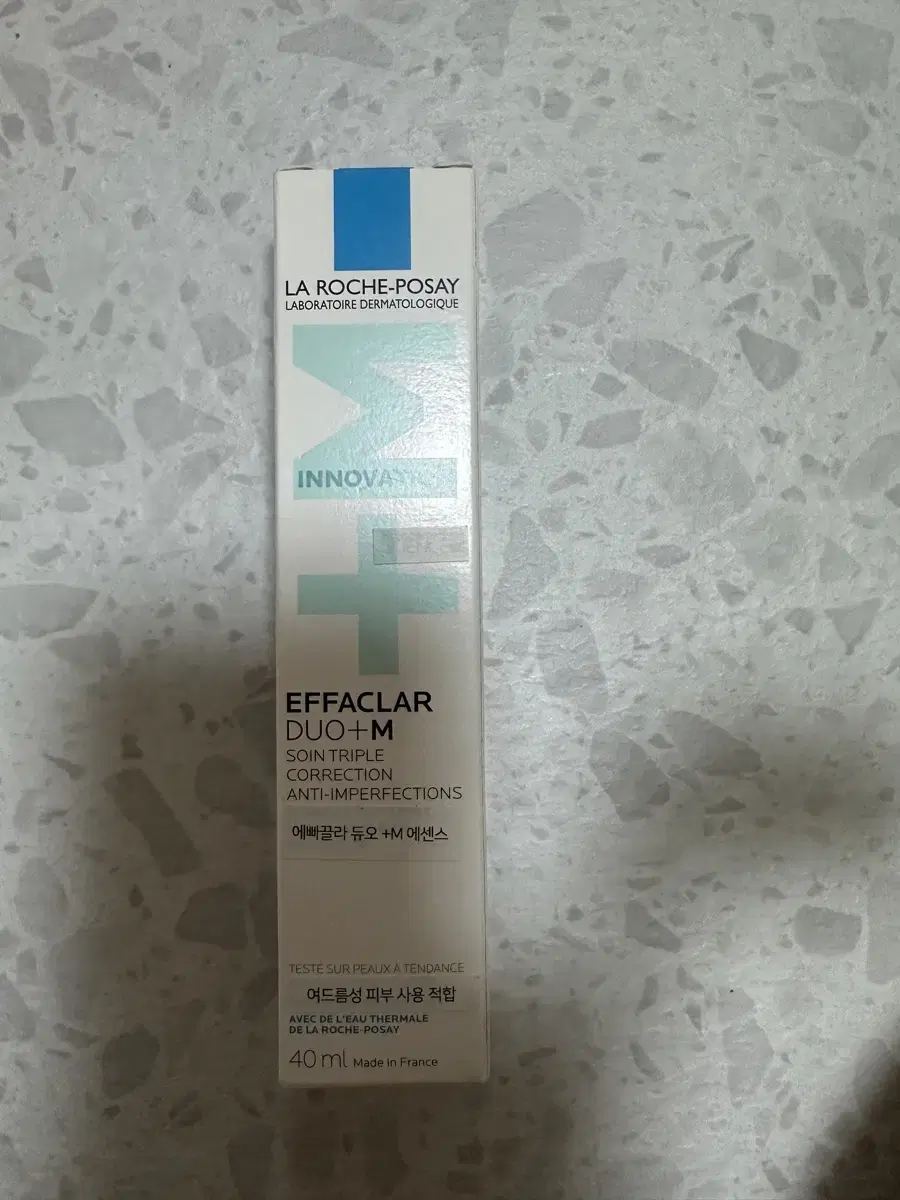 LA ROCHE-POSAY
LABORATOIRE DERMATOLOGIQUE
+M
EFFACLAR
DUO+M
SOIN TRIPLE
CORRECTION
ANTI-IMPERFECTIONS
에빠끌라 듀오 +M 에센스
TESTÉ SUR PEAUX À TENDANCE
여드름성 피부 사용 적합
AVEC DE L'EAU THERMALE
DE LA ROCHE-POSAY
40 ml Made in France